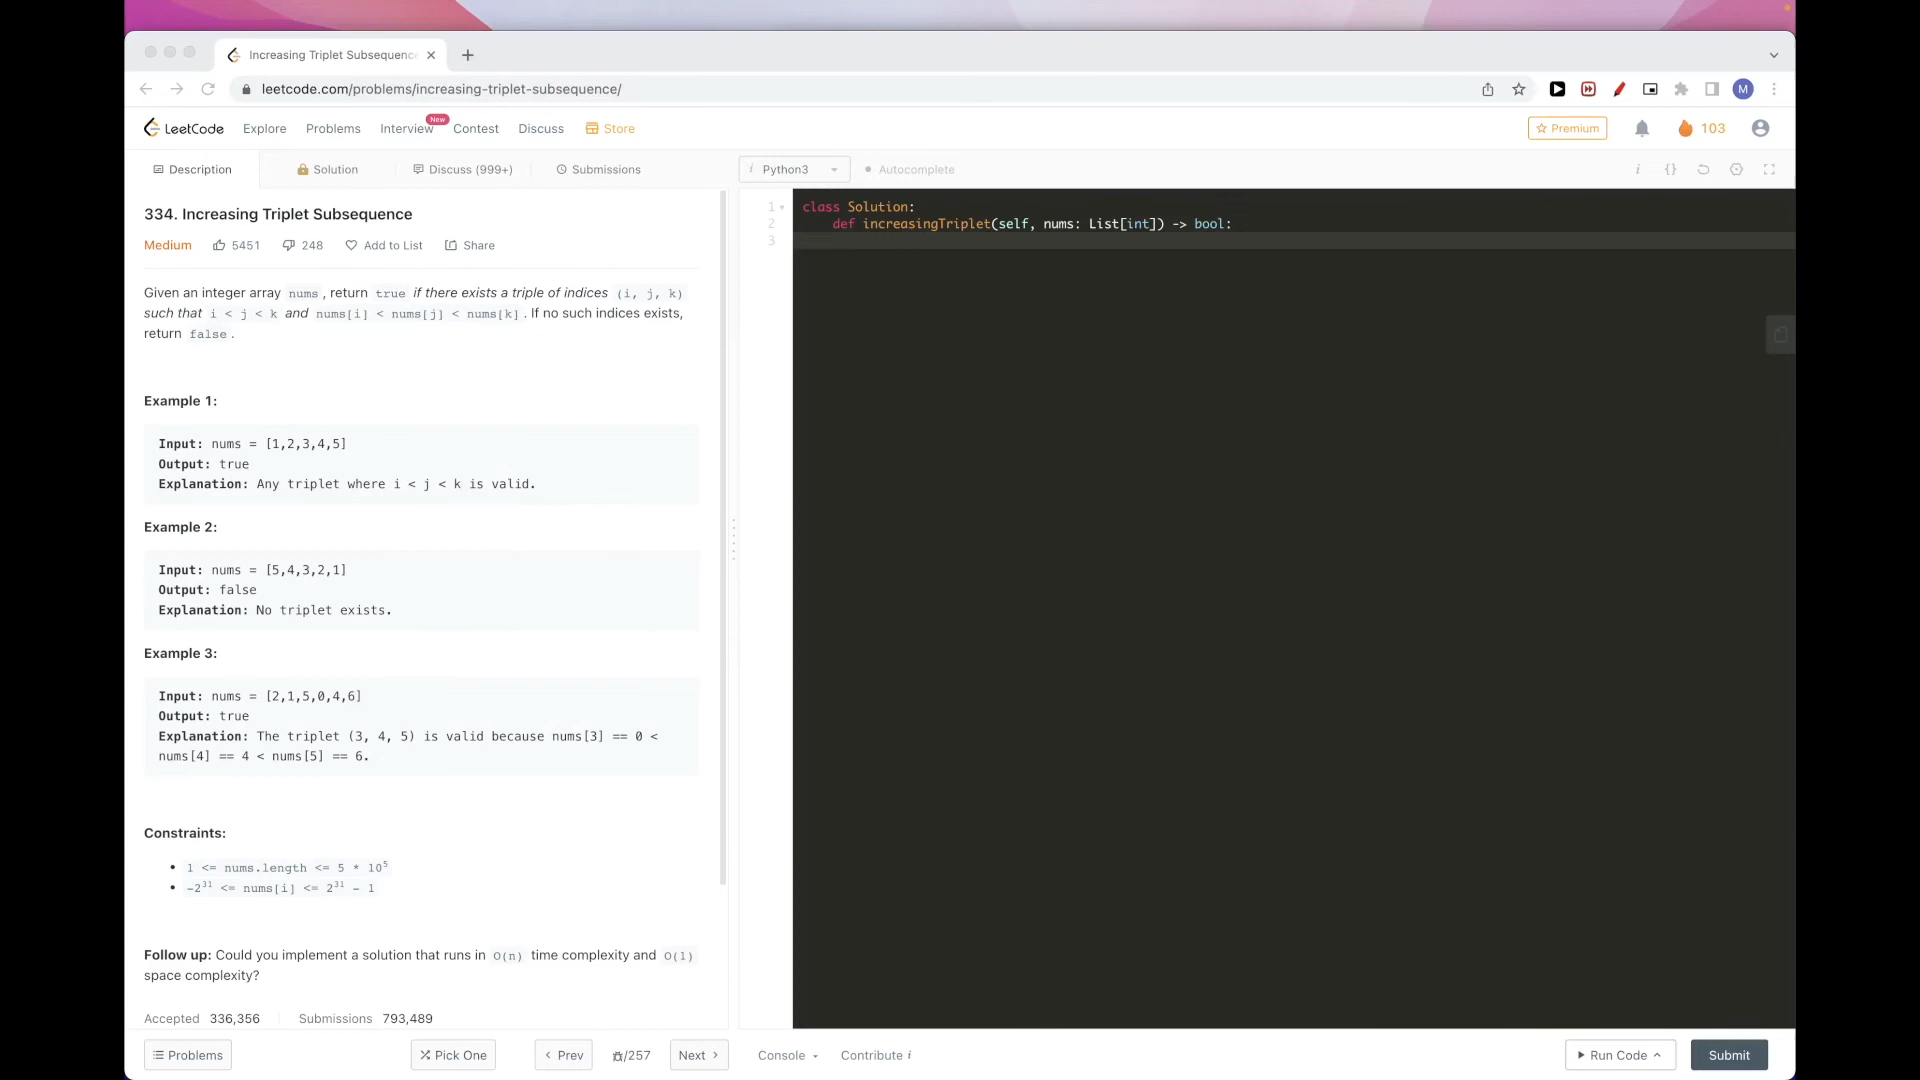 Increasing Triplet Subsequence
leetcode.com/problems/increasing-triplet-subsequence/
M
LeetCode Explore Problems Interview New Contest Discuss Store Premium 103
Description Solution Discuss (999+) Submissions i Python3 Autocomplete i {}
334. Increasing Triplet Subsequence
Medium 5451 248 Add to List Share
Given an integer array nums, return true if there exists a triple of indices (i, j, k)
such that i < j < k and nums[i] < nums[j] < nums[k]. If no such indices exists,
return false.
Example 1:
Input: nums = [1,2,3,4,5]
Output: true
Explanation: Any triplet where i < j < k is valid.
Example 2:
Input: nums = [5,4,3,2,1]
Output: false
Explanation: No triplet exists.
Example 3:
Input: nums = [2,1,5,0,4,6]
Output: true
Explanation: The triplet (3, 4, 5) is valid because nums[3] == 0 <
nums[4] == 4 < nums[5] == 6.
Constraints:
• 1 <= nums.length <= 5 * 10⁵
• -2³¹ <= nums[i] <= 2³¹ - 1
Follow up: Could you implement a solution that runs in O(n) time complexity and O(1)
space complexity?
Accepted 336,356 Submissions 793,489
1 class Solution:
2 def increasingTriplet(self, nums: List[int]) -> bool:
3
Problems Pick One Prev /257 Next Console Contribute i Run Code Submit